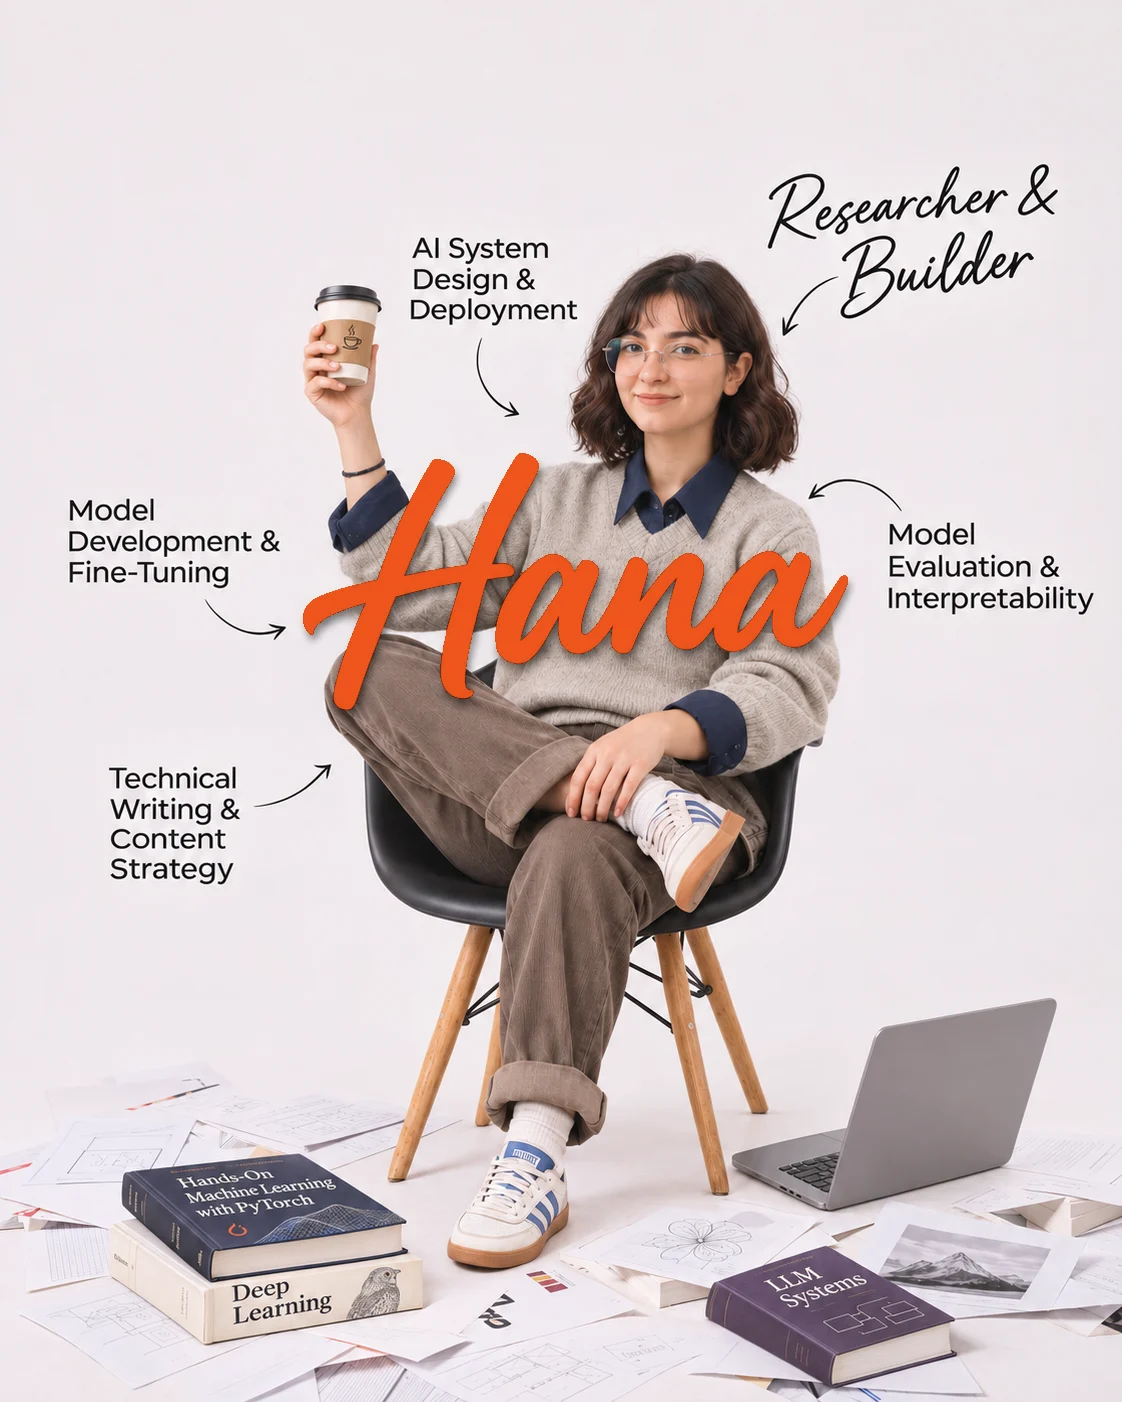 Researcher &
Builder
AI System
Design &
Deployment
Hana
Model
Development &
Fine-Tuning
Model
Evaluation &
Interpretability
Technical
Writing &
Content
Strategy
Hands-On
Machine Learning
with PyTorch
Deep
Learning
LLM
Systems